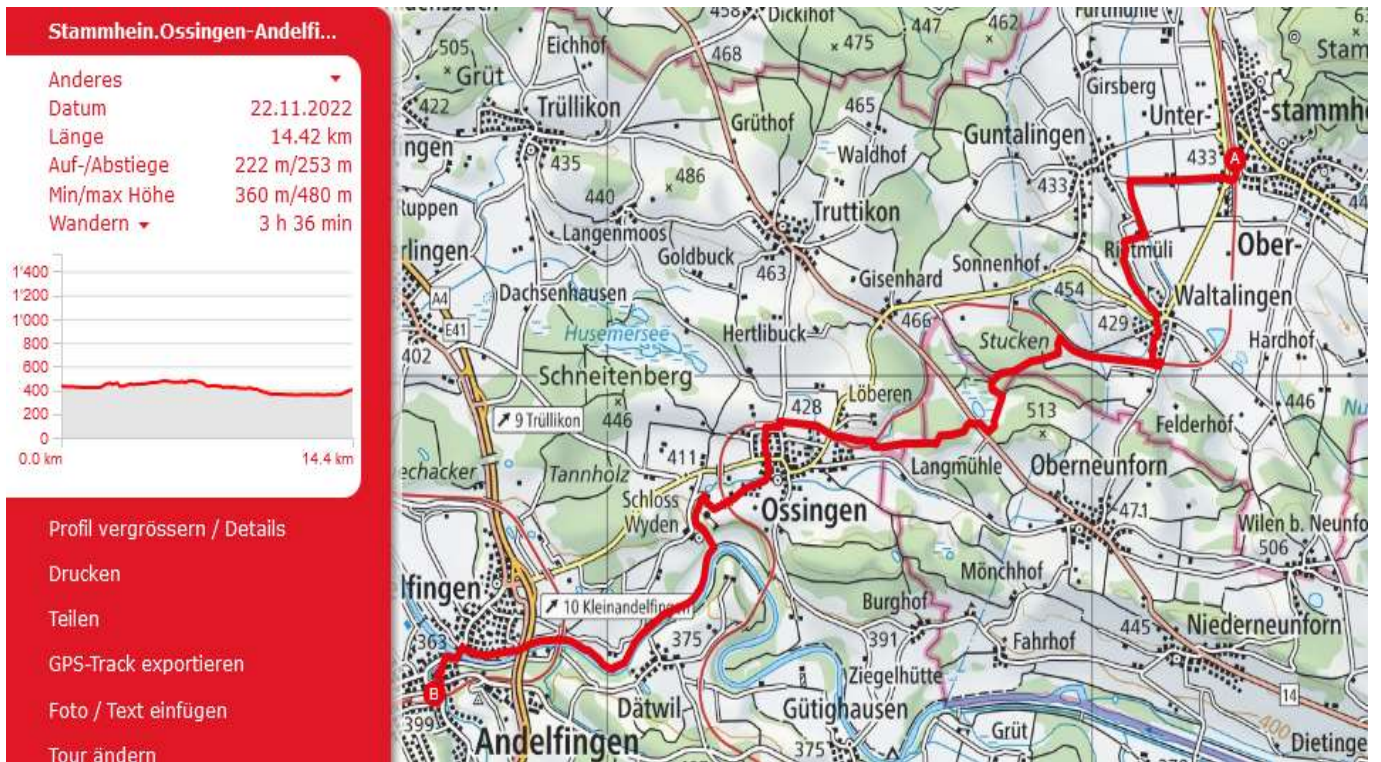 Stammhein.Ossingen-Andelfi...
Anderes
Datum 22.11.2022
Länge 14.42 km
Auf-/Abstiege 222 m/253 m
Min/max Höhe 360 m/480 m
Wandern 3 h 36 min
1'400
1'200
1'000
800
600
400
200
0
0.0 km 14.4 km
Profil vergrössern / Details
Drucken
Teilen
GPS-Track exportieren
Foto / Text einfügen
Tour ändern
458 Dickihof 447 462
505 Eichhof 468 475
Grüt Girsberg Stam
422 Trüllikon Grüthof 465 Unter- -stammh
ngen Waldhof Guntalingen 433 A
435 486 433
Ruppen 440 Truttikon
Langenmoos
rlingen Goldbuck 463 Sonnenhof Ober-
Dachsenhausen Gisenhard 454 Waltalingen
A4
E41 Husemersee Hertlibuck 466 429
402 Stucken Hardhof
Schneitenberg Löberen
9 Trüllikon 446 428 513 446
Felderhof
411 Langmühle Oberneunforn
Tannholz
Schloss
Wyden Ossingen 471 Wilen b. Neunfo
506
Mönchhof
lfingen 10 Kleinandelfingen Burghof
363 375 391 Fahrhof 445 Niederneunforn
Ziegelhütte
B 14
399 Dätwil Gütighausen
Grüt 400
Andelfingen 375 Dietinge